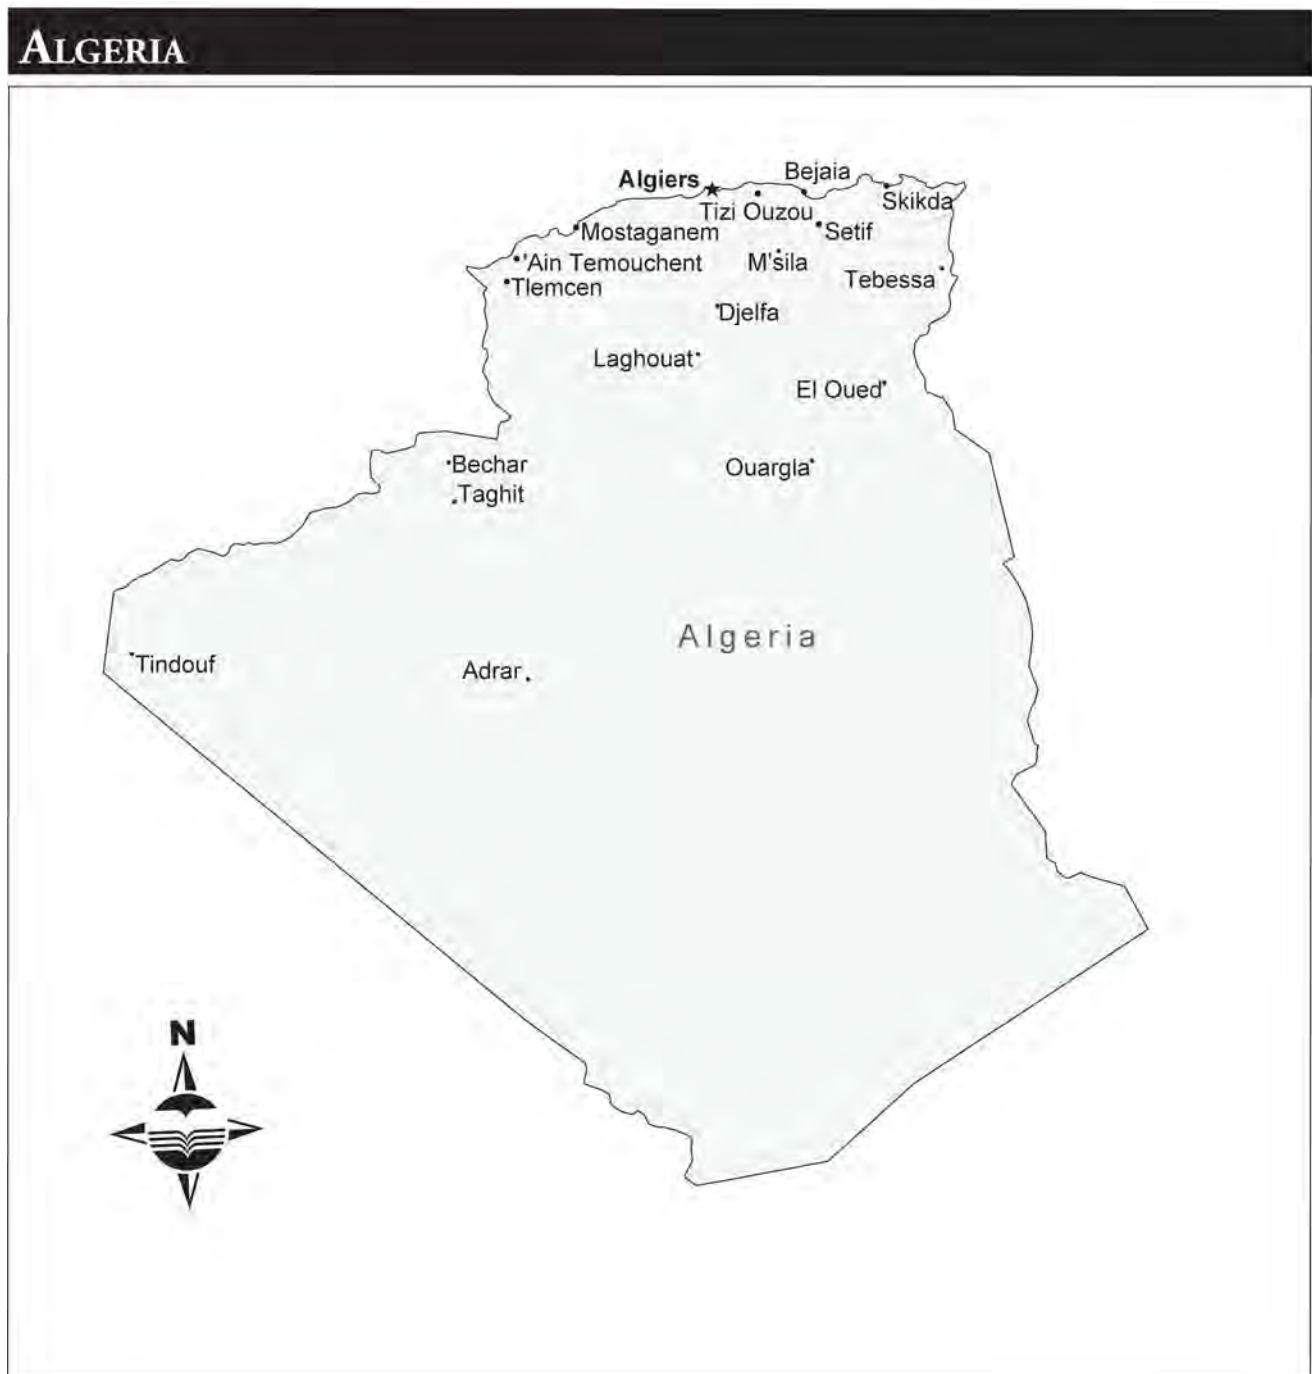 ALGERIA
Bejaia
Algiers
Skikda
Tizi Ouzou
Mostaganem
Setif
'Ain Temouchent
M'sila
Tebessa
Tlemcen
Djelfa
Laghouat
El Oued
Bechar
Ouargla
Taghit
Algeria
Tindouf
Adrar
N